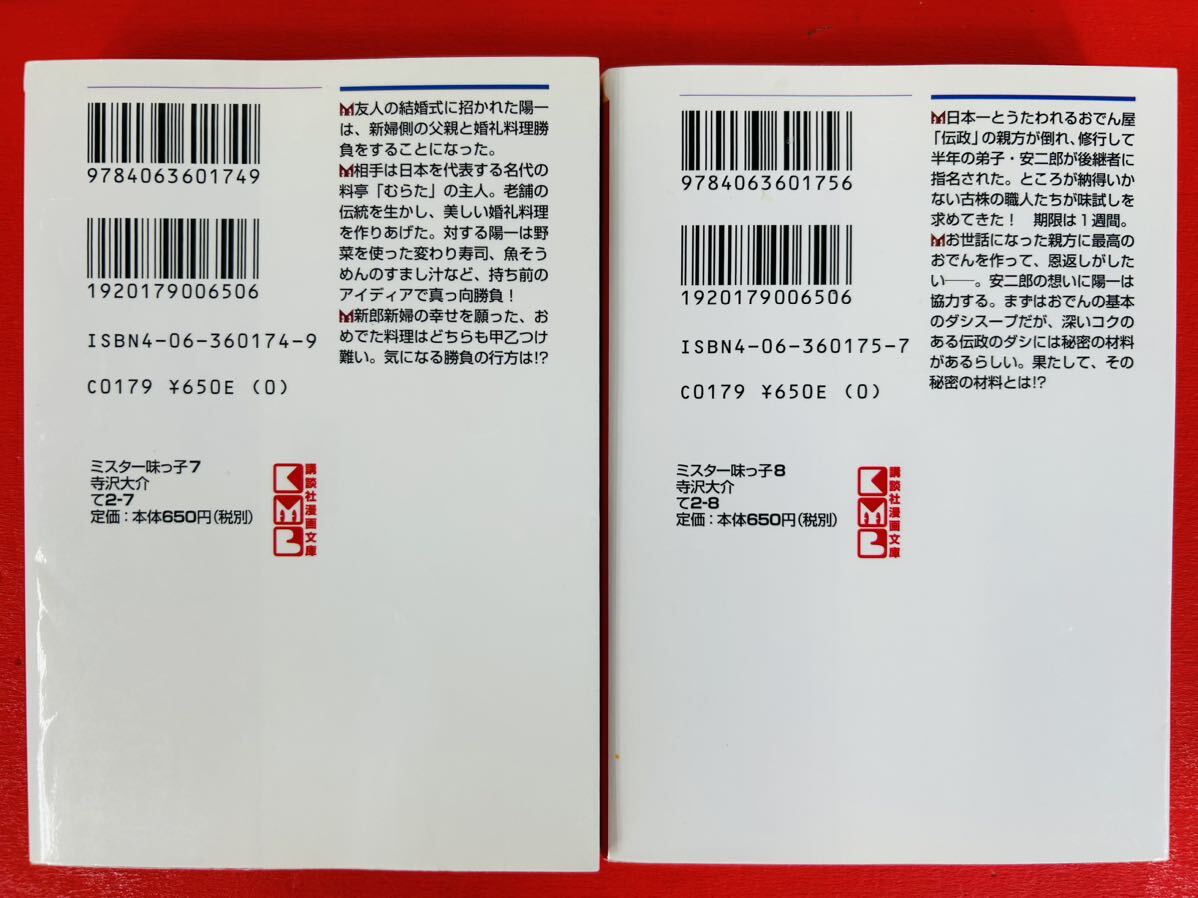 9784063601749
1920179006506
ISBN4-06-360174-9
C0179 ¥650E (0)
友人の結婚式に招かれた陽一
は、新婦側の父親と婚礼料理勝
負をすることになった。
相手は日本を代表する名代の
料亭「むらた」の主人。老舗の
伝統を生かし、美しい婚礼料理
を作りあげた。対する陽一は野
菜を使った変わり寿司、魚そう
めんのすまし汁など、持ち前の
アイディアで真っ向勝負！
新郎新婦の幸せを願った、お
めでた料理はどちらも甲乙つけ
難い。気になる勝負の行方は!?
ミスター味っ子7
寺沢大介
て2-7
定価：本体650円（税別）
KMB
講談社漫画文庫
9784063601756
1920179006506
ISBN4-06-360175-7
C0179 ¥650E (0)
日本一とうたわれるおでん屋
「伝政」の親方が倒れ、修行して
半年の弟子・安二郎が後継者に
指名された。ところが納得いか
ない古株の職人たちが味試しを
求めてきた！　期限は1週間。
お世話になった親方に最高の
おでんを作って、恩返しがした
い――。安二郎の想いに陽一は
協力する。まずはおでんの基本
のダシスープだが、深いコクの
ある伝政のダシには秘密の材料
があるらしい。果たして、その
秘密の材料とは!?
ミスター味っ子8
寺沢大介
て2-8
定価：本体650円（税別）
KMB
講談社漫画文庫